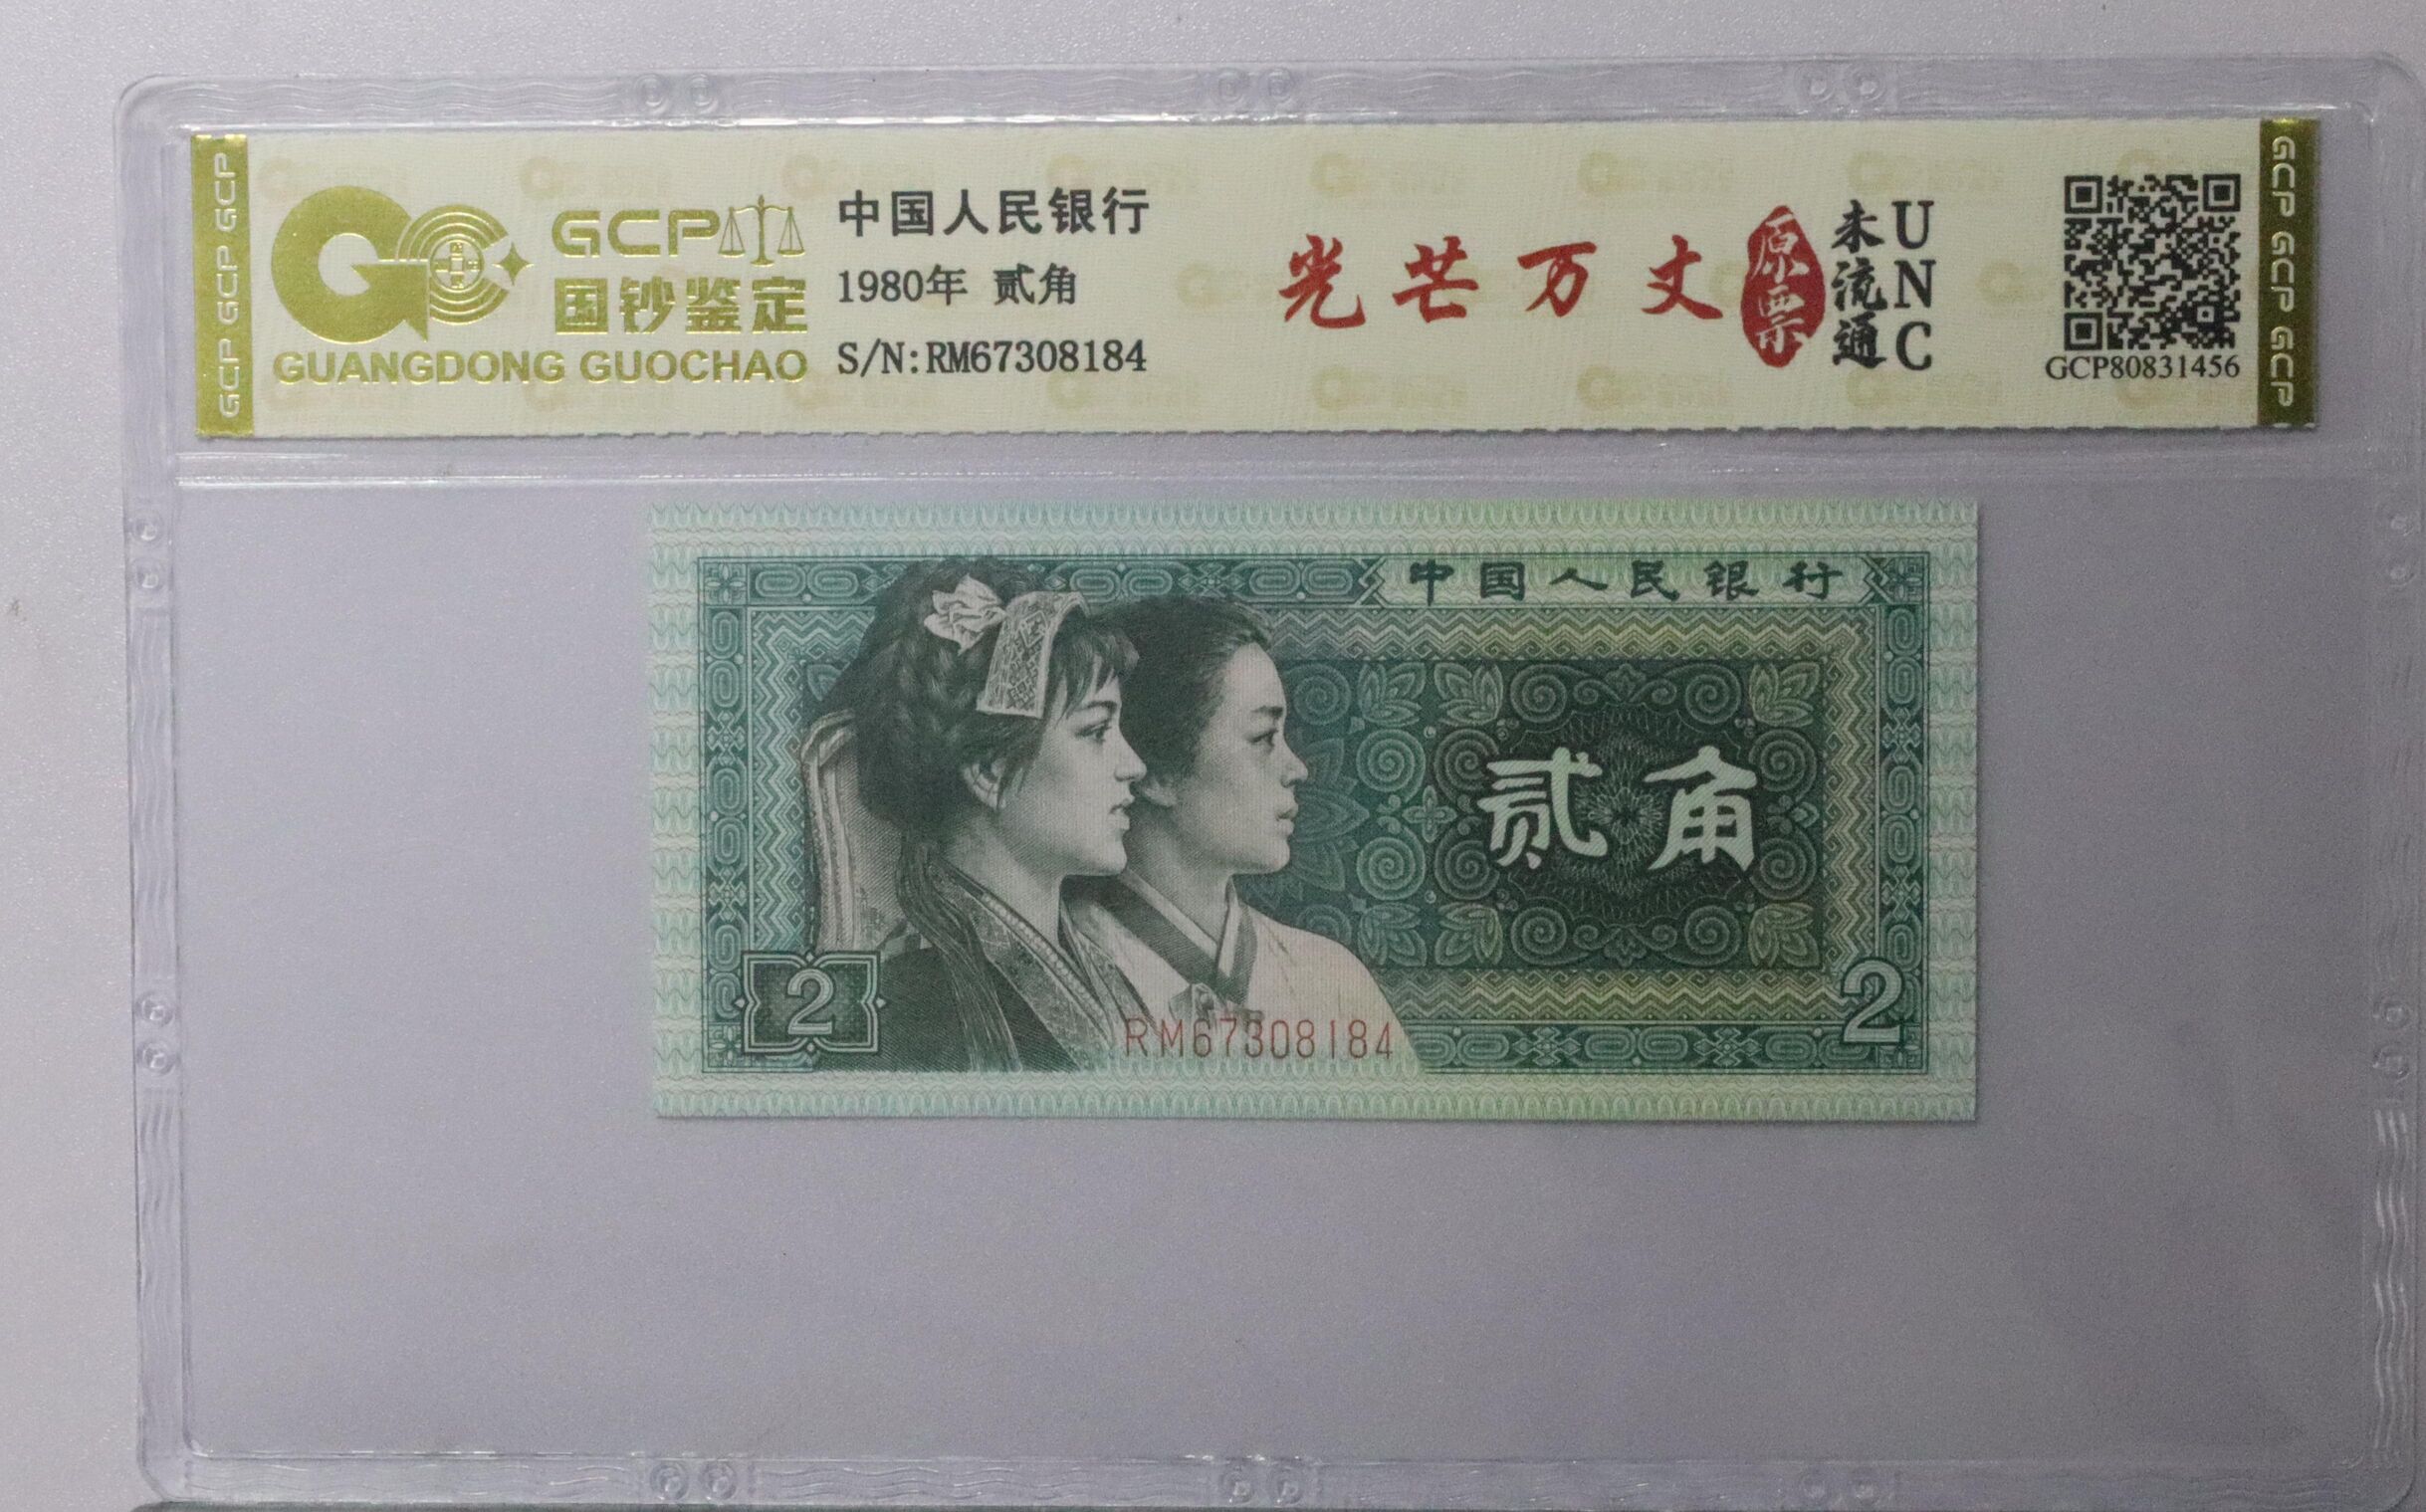 GCP GCP GCP
GCP
国钞鉴定
GUANGDONG GUOCHAO
中国人民银行
1980年 贰角
S/N:RM67308184
光芒万丈
原票
未流通
UNC
GCP80831456
GCP GCP GCP
中国人民银行
贰角
2
RM67308184
2